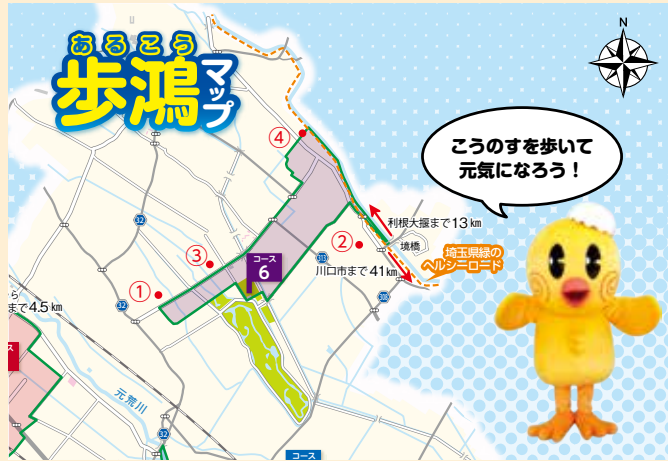 あるこう
歩鴻マップ
N
こうのすを歩いて
元気になろう！
④
利根大堰まで13km
境橋
埼玉県緑の
ヘルシーロード
②
313
川口市まで41km
308
32
③
コース
6
①
32
ら
まで4.5km
ス
元荒川
32
コース